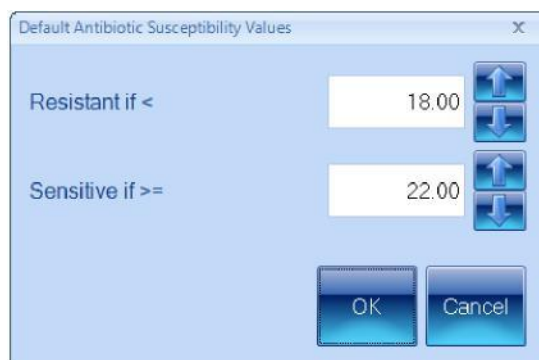 Default Antibiotic Susceptibility Values x
Resistant if < 18.00
Sensitive if >= 22.00
OK Cancel